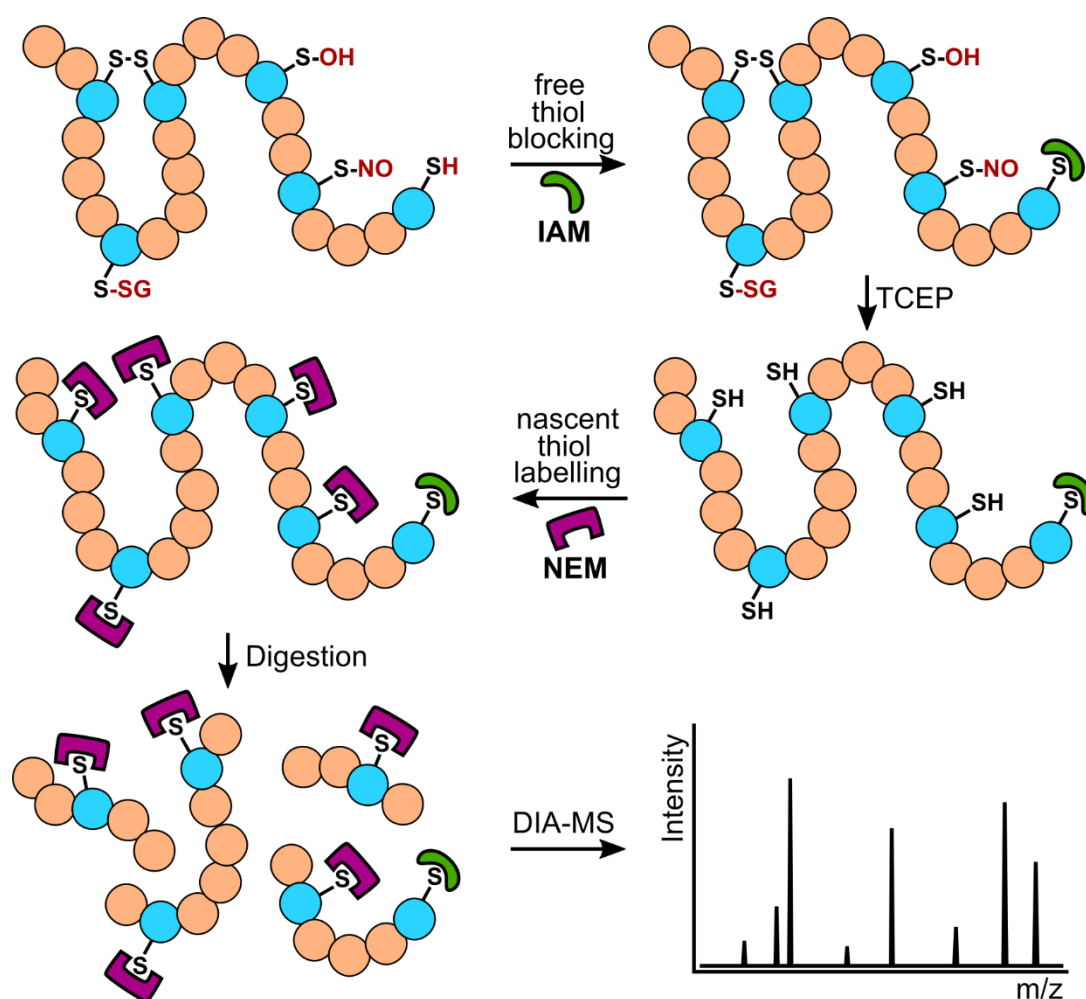 S-S
S-OH
S-NO
SH
S-SG
free
thiol
blocking
IAM
S-S
S-OH
S-NO
S
S-SG
TCEP
S
S
S
S
S
S
nascent
thiol
labelling
NEM
SH
SH
SH
SH
SH
S
Digestion
S
S
S
S
S
S
DIA-MS
Intensity
m/z